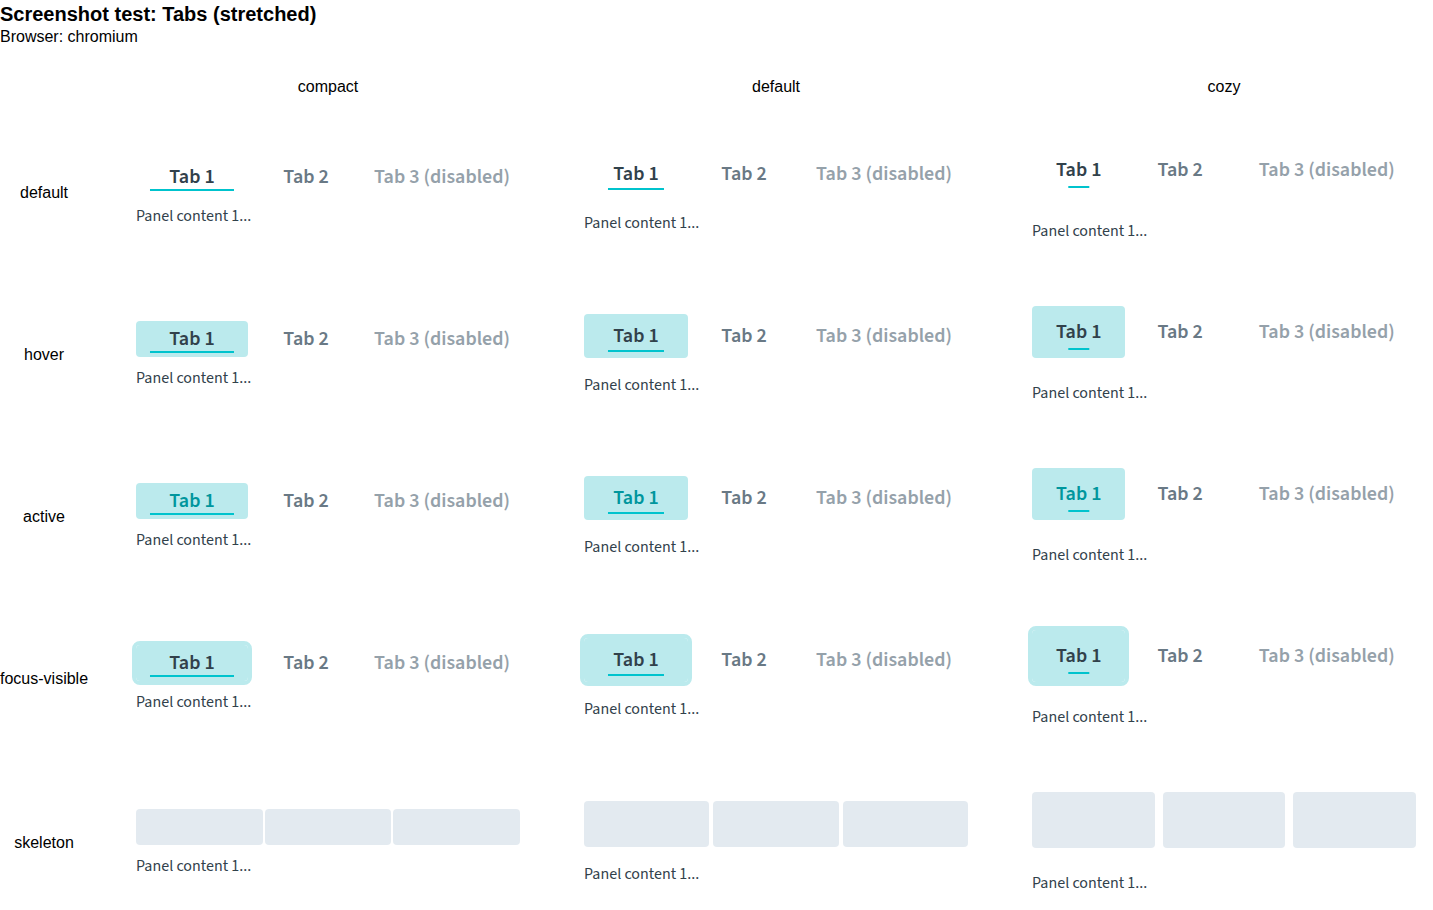 Screenshot test: Tabs (stretched)
Browser: chromium
compact default cozy
default
Tab 1 Tab 2 Tab 3 (disabled) Tab 1 Tab 2 Tab 3 (disabled) Tab 1 Tab 2 Tab 3 (disabled)
Panel content 1... Panel content 1... Panel content 1...
hover
Tab 1 Tab 2 Tab 3 (disabled) Tab 1 Tab 2 Tab 3 (disabled) Tab 1 Tab 2 Tab 3 (disabled)
Panel content 1... Panel content 1... Panel content 1...
active
Tab 1 Tab 2 Tab 3 (disabled) Tab 1 Tab 2 Tab 3 (disabled) Tab 1 Tab 2 Tab 3 (disabled)
Panel content 1... Panel content 1... Panel content 1...
focus-visible
Tab 1 Tab 2 Tab 3 (disabled) Tab 1 Tab 2 Tab 3 (disabled) Tab 1 Tab 2 Tab 3 (disabled)
Panel content 1... Panel content 1... Panel content 1...
skeleton
Panel content 1... Panel content 1... Panel content 1...